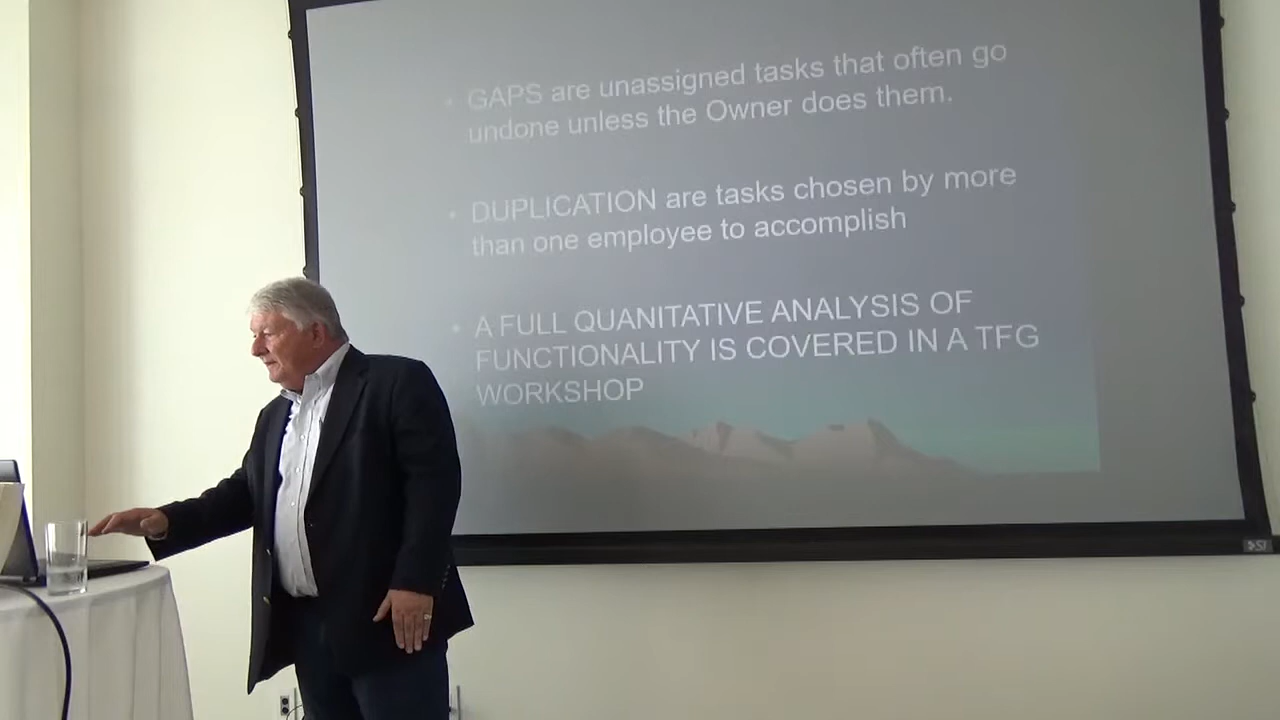 • GAPS are unassigned tasks that often go
undone unless the Owner does them.
• DUPLICATION are tasks chosen by more
than one employee to accomplish
• A FULL QUANITATIVE ANALYSIS OF
FUNCTIONALITY IS COVERED IN A TFG
WORKSHOP